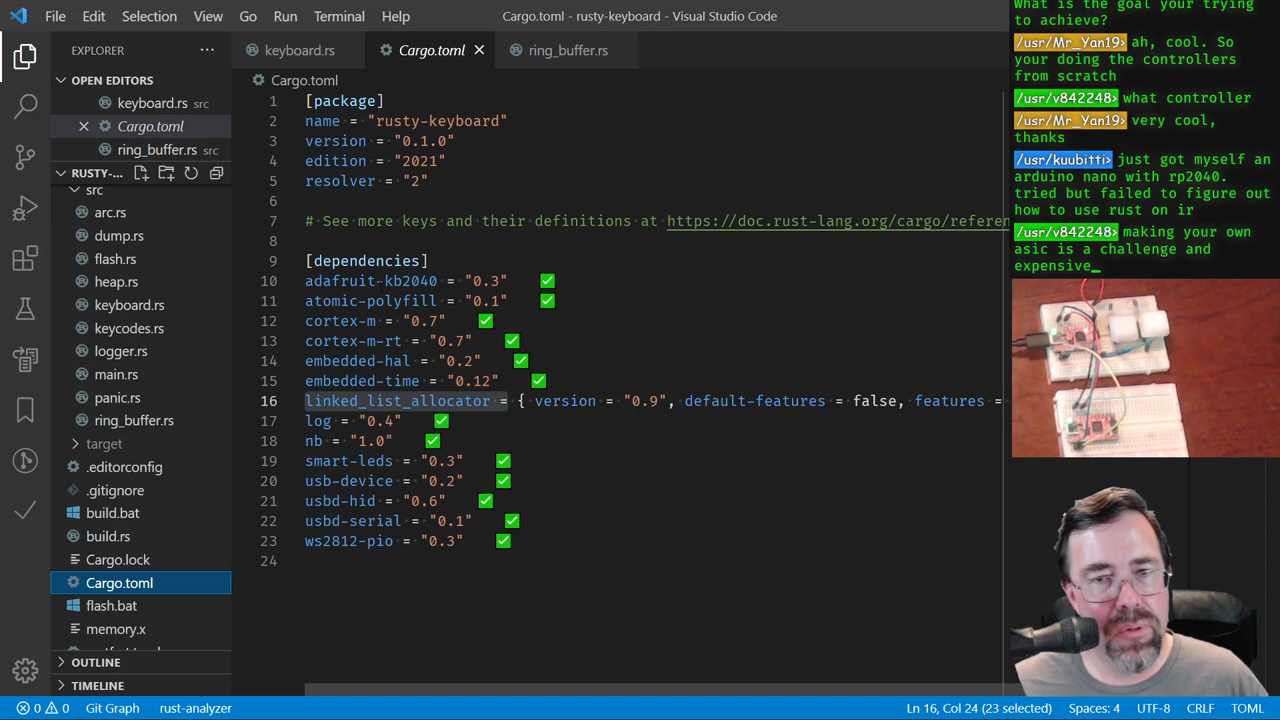 File Edit Selection View Go Run Terminal Help
Cargo.toml - rusty-keyboard - Visual Studio Code
EXPLORER
OPEN EDITORS
keyboard.rs src
Cargo.toml
ring_buffer.rs src
RUSTY-...
src
arc.rs
dump.rs
flash.rs
heap.rs
keyboard.rs
keycodes.rs
logger.rs
main.rs
panic.rs
ring_buffer.rs
target
.editorconfig
.gitignore
build.bat
build.rs
Cargo.lock
Cargo.toml
flash.bat
memory.x
OUTLINE
TIMELINE
keyboard.rs
Cargo.toml
ring_buffer.rs
Cargo.toml
1 [package]
2 name = "rusty-keyboard"
3 version = "0.1.0"
4 edition = "2021"
5 resolver = "2"
6
7 # See more keys and their definitions at https://doc.rust-lang.org/cargo/referen
8
9 [dependencies]
10 adafruit-kb2040 = "0.3"
11 atomic-polyfill = "0.1"
12 cortex-m = "0.7"
13 cortex-m-rt = "0.7"
14 embedded-hal = "0.2"
15 embedded-time = "0.12"
16 linked_list_allocator = { version = "0.9", default-features = false, features =
17 log = "0.4"
18 nb = "1.0"
19 smart-leds = "0.3"
20 usb-device = "0.2"
21 usbd-hid = "0.6"
22 usbd-serial = "0.1"
23 ws2812-pio = "0.3"
24
What is the goal your trying
to achieve?
/usr/Mr_Yan19> ah, cool. So
your doing the controllers
from scratch
/usr/v842248> what controller
/usr/Mr_Yan19> very cool,
thanks
/usr/kuubitti> just got myself an
arduino nano with rp2040.
tried but failed to figure out
how to use rust on ir
/usr/v842248> making your own
asic is a challenge and
expensive_
0 0 Git Graph rust-analyzer
Ln 16, Col 24 (23 selected) Spaces: 4 UTF-8 CRLF TOML